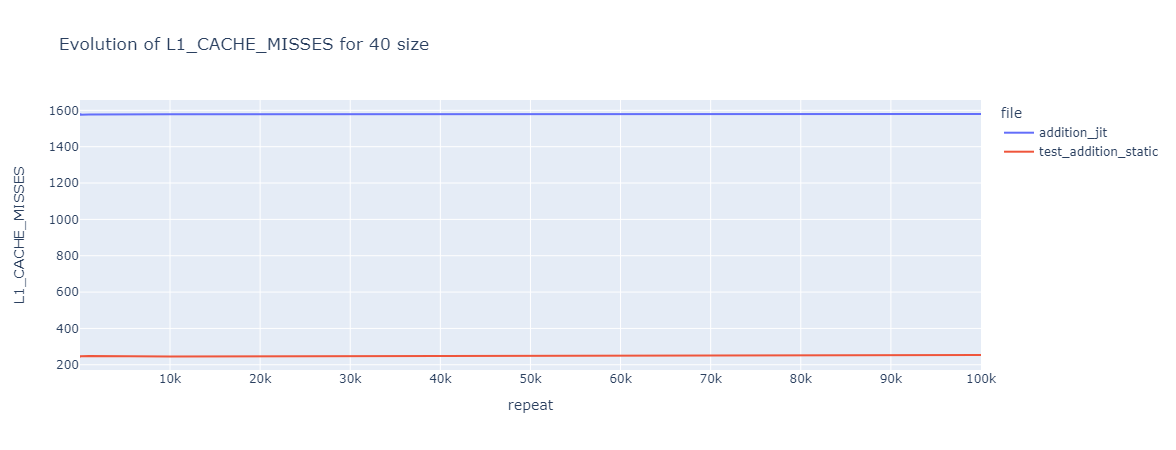 Evolution of L1_CACHE_MISSES for 40 size
L1_CACHE_MISSES
1600
1400
1200
1000
800
600
400
200
10k 20k 30k 40k 50k 60k 70k 80k 90k 100k
repeat
file
addition_jit
test_addition_static